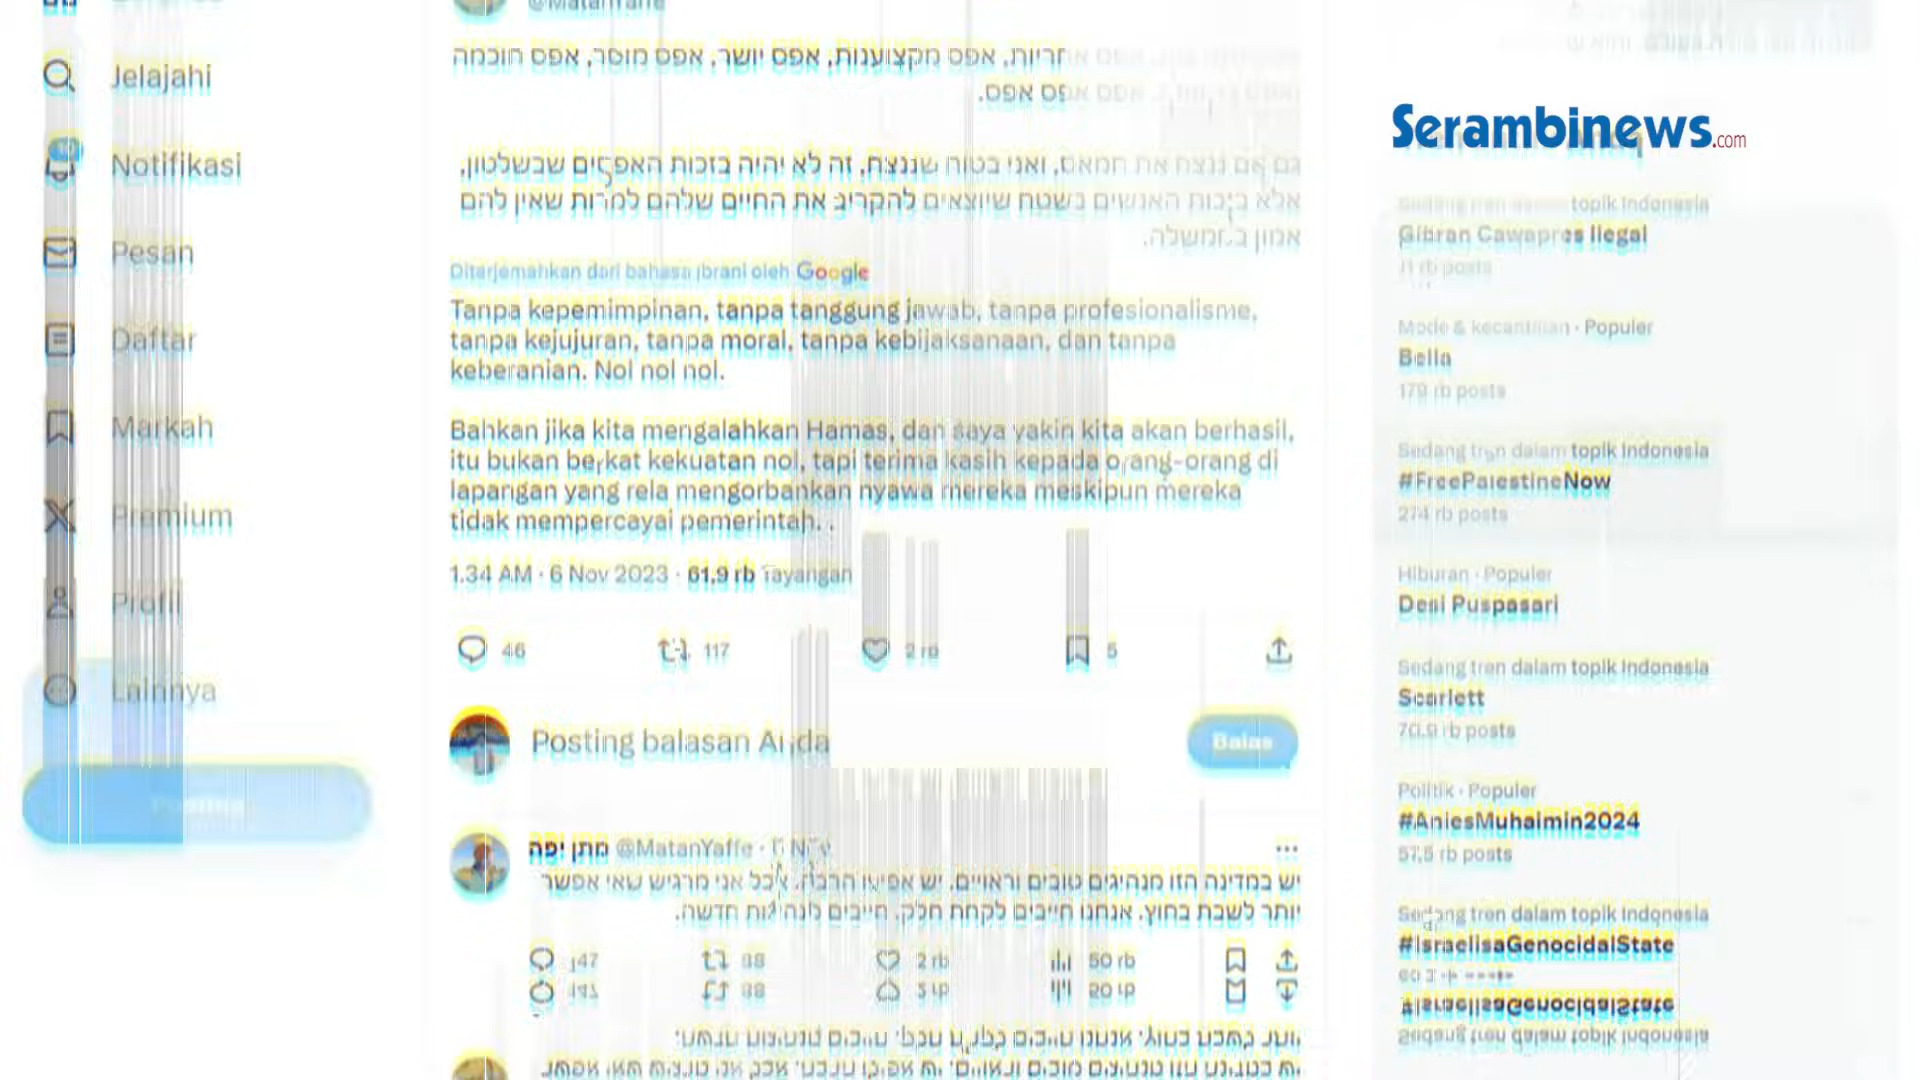 Jelajahi
Notifikasi
Pesan
Daftar
Markah
Premium
Profil
Lainnya
@MatanYaffe
אפס מקצוענות, אפס יושר, אפס מוסר, אפס חוכמה
אפס.
גם אם ננצח את חמאס, ואני בטוח שננצח, זה לא יהיה בזכות האפסים שבשלטון,
אלא בזכות האנשים בשטח שיוצאים להקריב את החיים שלהם למרות שאין להם
אמון בממשלה.
Diterjemahkan dari bahasa Ibrani oleh Google
Tanpa kepemimpinan, tanpa tanggung jawab, tanpa profesionalisme,
tanpa kejujuran, tanpa moral, tanpa kebijaksanaan, dan tanpa
keberanian. Nol nol nol.
Bahkan jika kita mengalahkan Hamas, dan saya yakin kita akan berhasil,
itu bukan berkat kekuatan nol, tapi terima kasih kepada orang-orang di
lapangan yang rela mengorbankan nyawa mereka meskipun mereka
tidak mempercayai pemerintah. .
1.34 AM · 6 Nov 2023 · 61,9 rb Tayangan
46 117 2 rb 5
Posting balasan Anda
Balas
מתן יפה @MatanYaffe ·
יש במדינה הזו מנהיגים טובים וראויים. יש אפילו הרבה. אבל אני מרגיש שאי אפשר
יותר לשבת בחוץ. אנחנו חייבים לקחת חלק. חייבים מנהיגות חדשה.
147 88 2 rb 50 rb
Serambinews.com
Sedang tren dalam topik Indonesia
Gibran Cawapres Ilegal
rb posts
Mode & kecantikan · Populer
Bella
179 rb posts
Sedang tren dalam topik Indonesia
#FreePalestineNow
274 rb posts
Hiburan · Populer
Desi Puspasari
Sedang tren dalam topik Indonesia
Scarlett
70,9 rb posts
Politik · Populer
#AniesMuhaimin2024
57,5 rb posts
Sedang tren dalam topik Indonesia
#IsraelisaGenocidalState